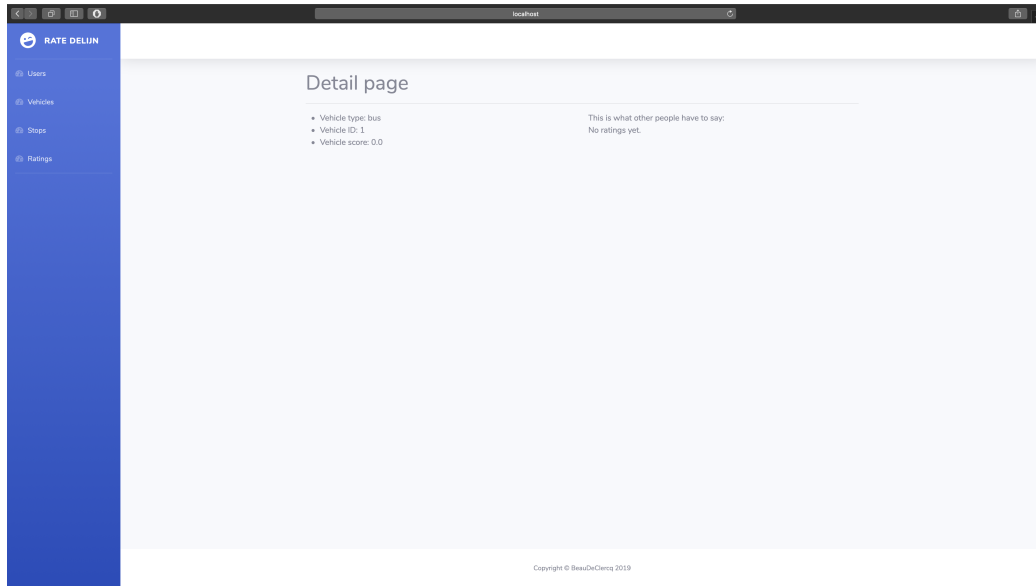 localhost
RATE DELIJN
Users
Vehicles
Stops
Ratings
Detail page
Vehicle type: bus
Vehicle ID: 1
Vehicle score: 0.0
This is what other people have to say:
No ratings yet.
Copyright © BeauDeClercq 2019